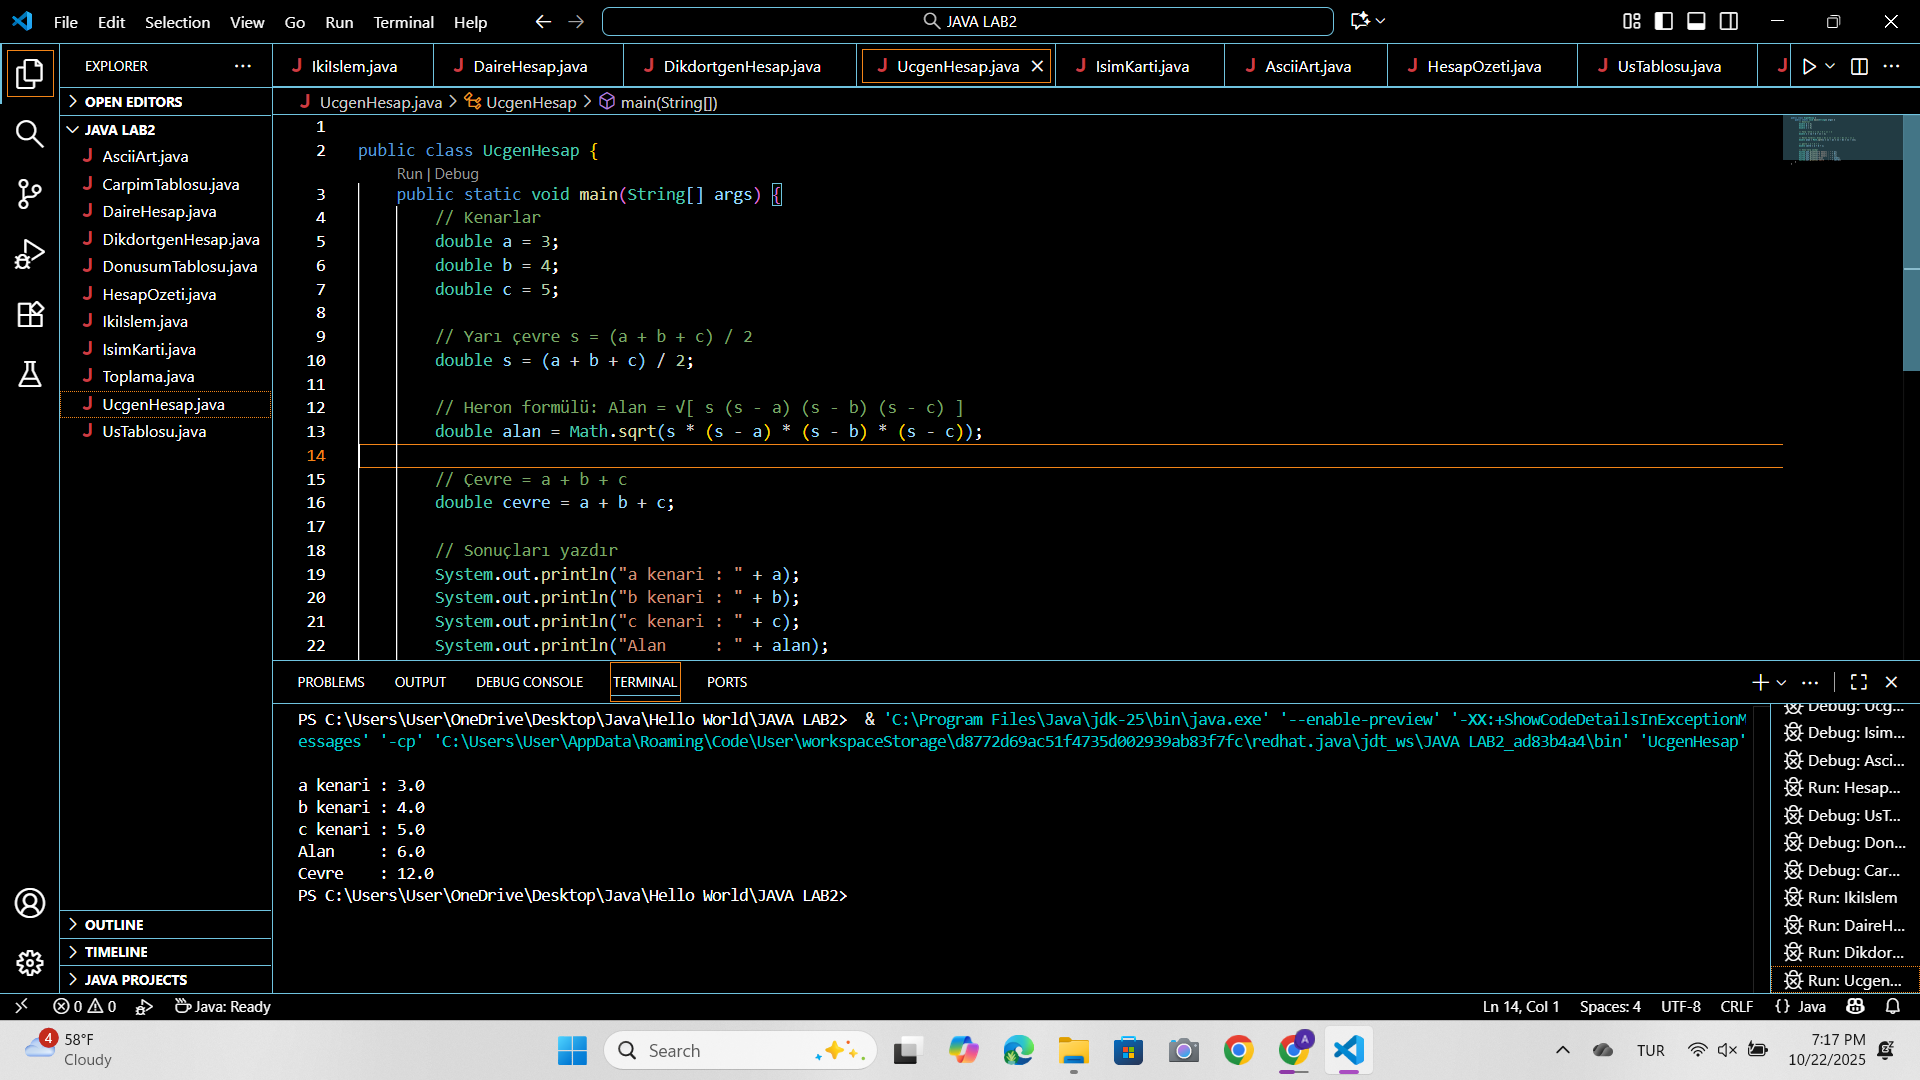 File Edit Selection View Go Run Terminal Help
JAVA LAB2
EXPLORER
IkiIslem.java
DaireHesap.java
DikdortgenHesap.java
UcgenHesap.java
IsimKarti.java
AsciiArt.java
HesapOzeti.java
UsTablosu.java
OPEN EDITORS
JAVA LAB2
AsciiArt.java
CarpimTablosu.java
DaireHesap.java
DikdortgenHesap.java
DonusumTablosu.java
HesapOzeti.java
IkiIslem.java
IsimKarti.java
Toplama.java
UcgenHesap.java
UsTablosu.java
OUTLINE
TIMELINE
JAVA PROJECTS
UcgenHesap.java > UcgenHesap > main(String[])
1
2 public class UcgenHesap {
Run | Debug
3 public static void main(String[] args) {
4 // Kenarlar
5 double a = 3;
6 double b = 4;
7 double c = 5;
8
9 // Yarı çevre s = (a + b + c) / 2
10 double s = (a + b + c) / 2;
11
12 // Heron formülü: Alan = √[ s (s - a) (s - b) (s - c) ]
13 double alan = Math.sqrt(s * (s - a) * (s - b) * (s - c));
14
15 // Çevre = a + b + c
16 double cevre = a + b + c;
17
18 // Sonuçları yazdır
19 System.out.println("a kenari : " + a);
20 System.out.println("b kenari : " + b);
21 System.out.println("c kenari : " + c);
22 System.out.println("Alan     : " + alan);
PROBLEMS OUTPUT DEBUG CONSOLE TERMINAL PORTS
PS C:\Users\User\OneDrive\Desktop\Java\Hello World\JAVA LAB2>  & 'C:\Program Files\Java\jdk-25\bin\java.exe' '--enable-preview' '-XX:+ShowCodeDetailsInExceptionM
essages' '-cp' 'C:\Users\User\AppData\Roaming\Code\User\workspaceStorage\d8772d69ac51f4735d002939ab83f7fc\redhat.java\jdt_ws\JAVA LAB2_ad83b4a4\bin' 'UcgenHesap'
a kenari : 3.0
b kenari : 4.0
c kenari : 5.0
Alan     : 6.0
Cevre    : 12.0
PS C:\Users\User\OneDrive\Desktop\Java\Hello World\JAVA LAB2>
Debug: Ucg...
Debug: Isim...
Debug: Asci...
Run: Hesap...
Debug: UsT...
Debug: Don...
Debug: Car...
Run: IkiIslem
Run: DaireH...
Run: Dikdor...
Run: Ucgen...
0 0 Java: Ready
Ln 14, Col 1 Spaces: 4 UTF-8 CRLF {} Java
4
58°F
Cloudy
Search
A
TUR
7:17 PM
10/22/2025